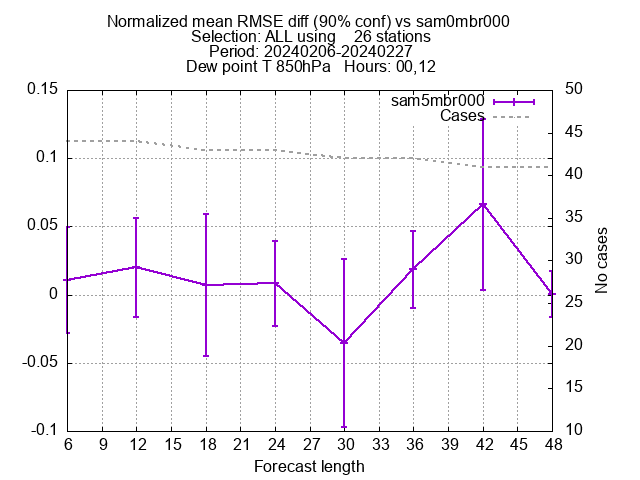 Normalized mean RMSE diff (90% conf) vs sam0mbr000
Selection: ALL using    26 stations
Period: 20240206-20240227
Dew point T 850hPa   Hours: 00,12
sam5mbr000
Cases
0.15
0.1
0.05
0
-0.05
-0.1
50
45
40
35
30
25
20
15
10
No cases
6 9 12 15 18 21 24 27 30 33 36 39 42 45 48
Forecast length